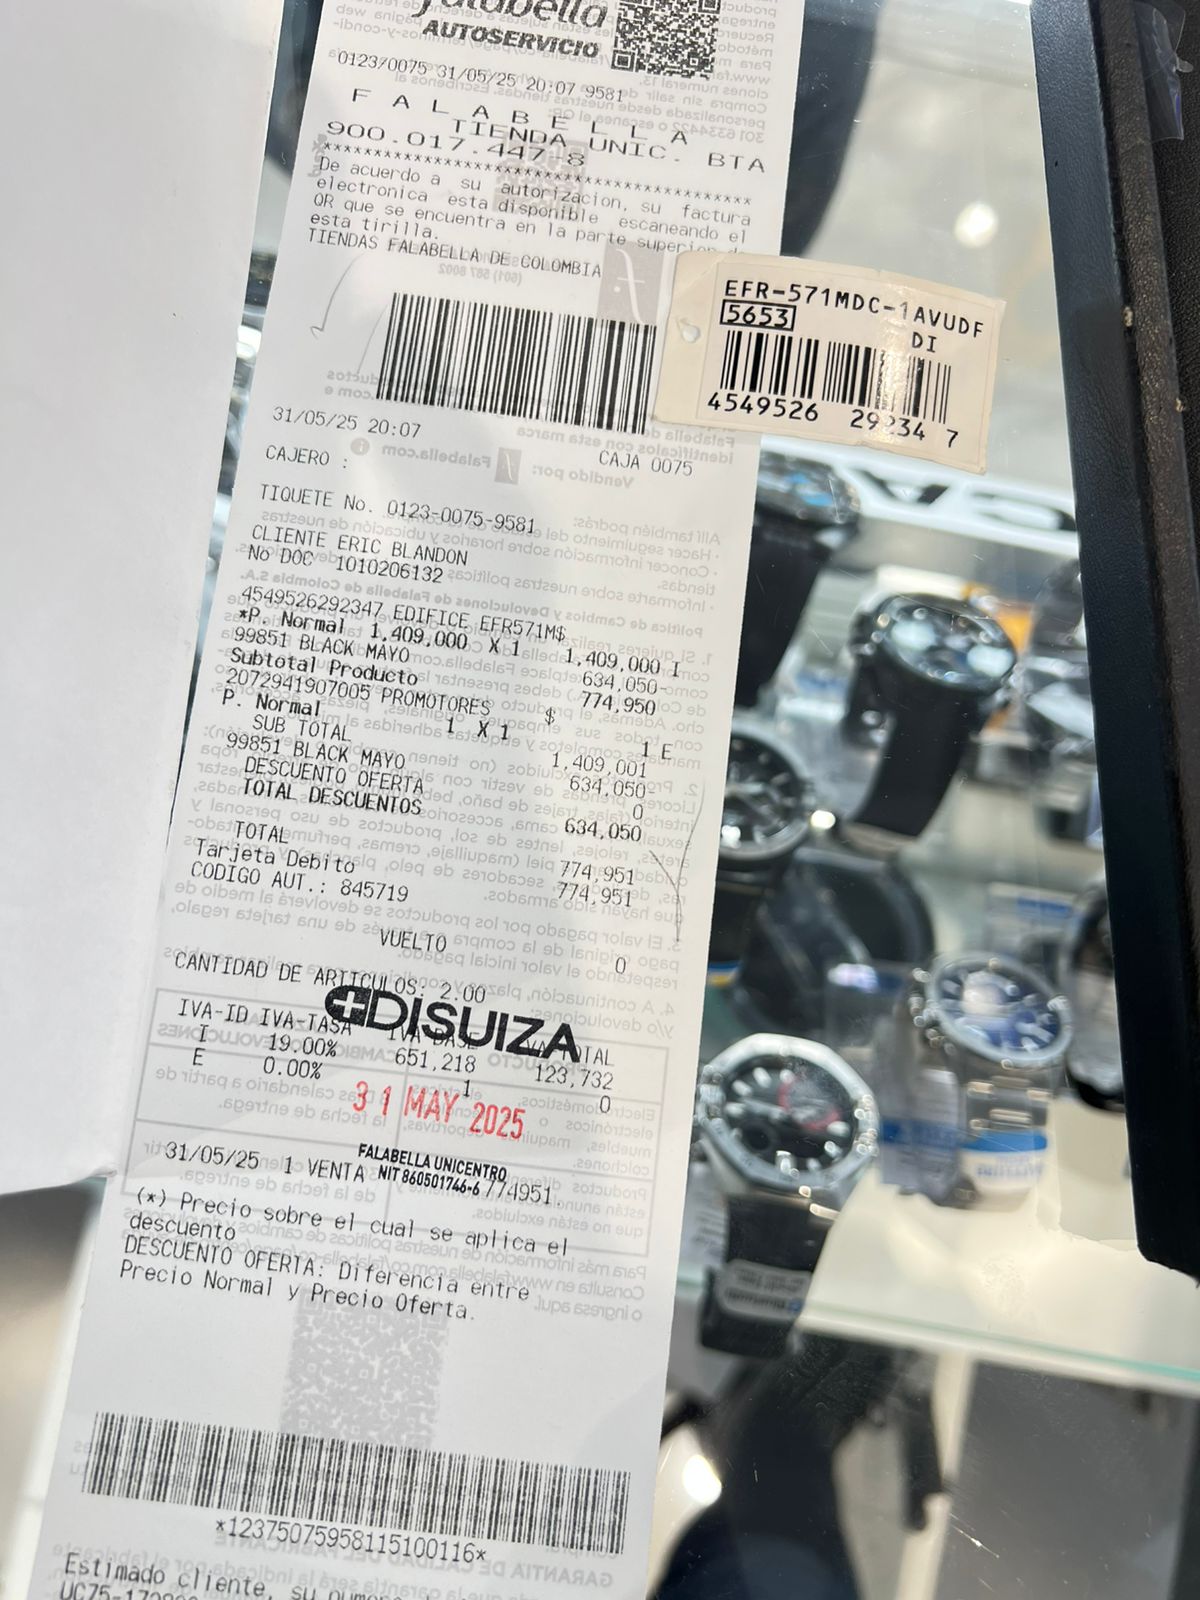 falabella
AUTOSERVICIO
0123/0075 31/05/25 20:07 9581
F A L A B E L L A
TIENDA UNIC. BTA
900.017.447-8
De acuerdo a su autorizacion, su factura
electronica esta disponible escaneando el
QR que se encuentra en la parte superior de
esta tirilla.
TIENDAS FALABELLA DE COLOMBIA
EFR-571MDC-1AVUDF
5653
DI
4549526 29234 7
31/05/25 20:07
CAJA 0075
CAJERO :
TIQUETE No. 0123-0075-9581
CLIENTE ERIC BLANDON
No DOC 1010206132
4549526292347 EDIFICE EFR571M$
*P. Normal 1,409,000 X 1 1,409,000 I
99851 BLACK MAYO 634,050-
Subtotal Producto 774,950
2072941907005 PROMOTORES $
P. Normal 1 X 1 1 E
SUB TOTAL 1,409,001
99851 BLACK MAYO 634,050-
DESCUENTO OFERTA 0
TOTAL DESCUENTOS 634,050
TOTAL 774,951
Tarjeta Debito 774,951
CODIGO AUT.: 845719
VUELTO 0
CANTIDAD DE ARTICULOS: 2.00
DISUIZA
IVA-ID IVA-TASA IVA-BASE TOTAL
I 19.00% 651,218 123,732
E 0.00% 1 0
31 MAY 2025
FALABELLA UNICENTRO
NIT 860501746-6
31/05/25 1 VENTA 774951
(*) Precio sobre el cual se aplica el
descuento
DESCUENTO OFERTA: Diferencia entre
Precio Normal y Precio Oferta.
*12375075958115100116*
Estimado cliente, su